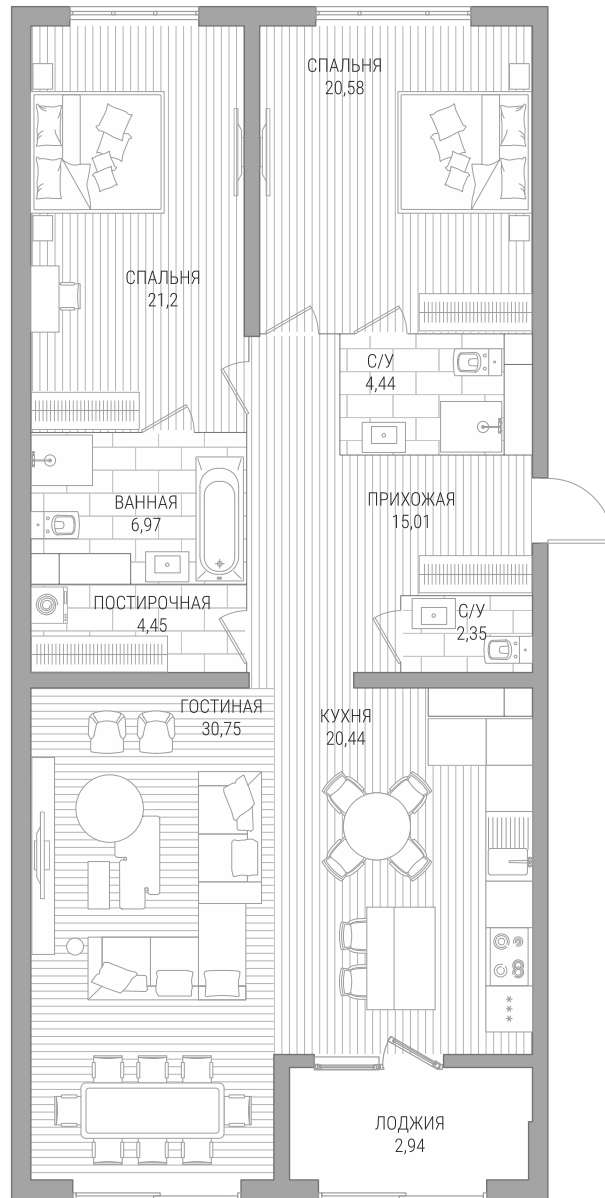 СПАЛЬНЯ
20,58
СПАЛЬНЯ
21,2
С/У
4,44
ВАННАЯ
6,97
ПРИХОЖАЯ
15,01
ПОСТИРОЧНАЯ
4,45
С/У
2,35
ГОСТИНАЯ
30,75
КУХНЯ
20,44
ЛОДЖИЯ
2,94